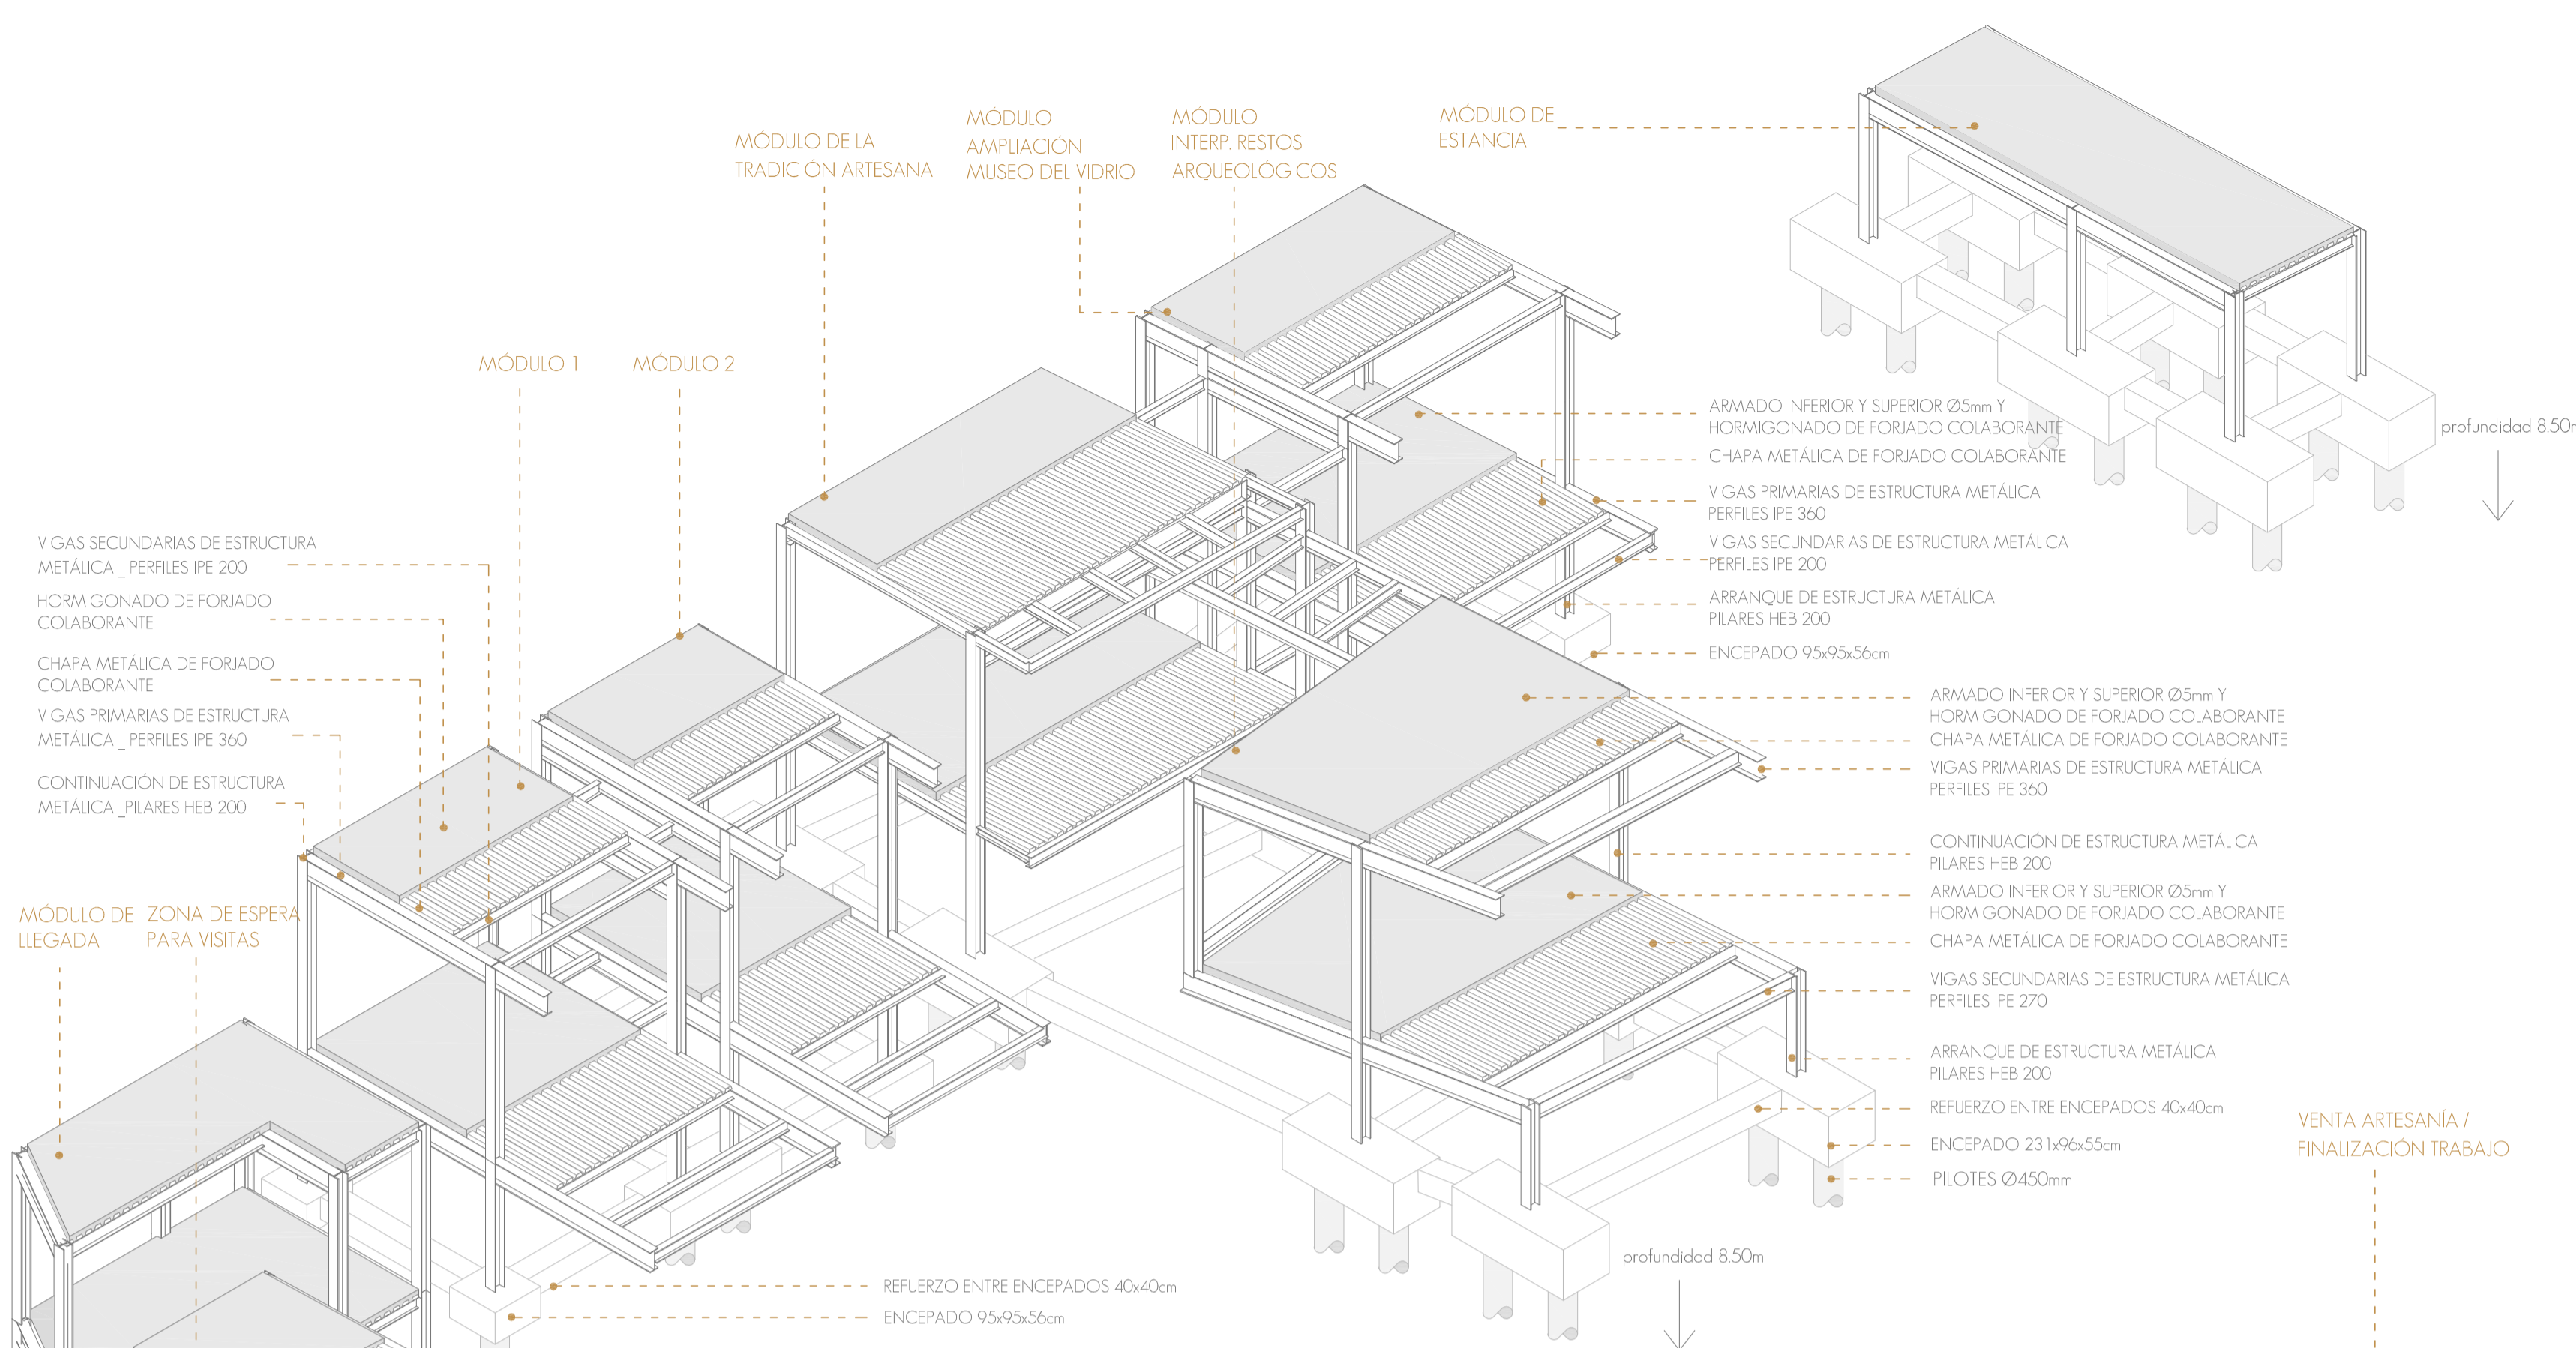 MÓDULO DE LA
TRADICIÓN ARTESANA
MÓDULO
AMPLIACIÓN
MUSEO DEL VIDRIO
MÓDULO
INTERP. RESTOS
ARQUEOLÓGICOS
MÓDULO DE
ESTANCIA
MÓDULO 1
MÓDULO 2
ARMADO INFERIOR Y SUPERIOR Ø5mm Y
HORMIGONADO DE FORJADO COLABORANTE
CHAPA METÁLICA DE FORJADO COLABORANTE
VIGAS PRIMARIAS DE ESTRUCTURA METÁLICA
PERFILES IPE 360
VIGAS SECUNDARIAS DE ESTRUCTURA METÁLICA
PERFILES IPE 200
ARRANQUE DE ESTRUCTURA METÁLICA
PILARES HEB 200
ENCEPADO 95x95x56cm
profundidad 8.50m
VIGAS SECUNDARIAS DE ESTRUCTURA
METÁLICA _ PERFILES IPE 200
HORMIGONADO DE FORJADO
COLABORANTE
CHAPA METÁLICA DE FORJADO
COLABORANTE
VIGAS PRIMARIAS DE ESTRUCTURA
METÁLICA _ PERFILES IPE 360
CONTINUACIÓN DE ESTRUCTURA
METÁLICA _PILARES HEB 200
MÓDULO DE
LLEGADA
ZONA DE ESPERA
PARA VISITAS
ARMADO INFERIOR Y SUPERIOR Ø5mm Y
HORMIGONADO DE FORJADO COLABORANTE
CHAPA METÁLICA DE FORJADO COLABORANTE
VIGAS PRIMARIAS DE ESTRUCTURA METÁLICA
PERFILES IPE 360
CONTINUACIÓN DE ESTRUCTURA METÁLICA
PILARES HEB 200
ARMADO INFERIOR Y SUPERIOR Ø5mm Y
HORMIGONADO DE FORJADO COLABORANTE
CHAPA METÁLICA DE FORJADO COLABORANTE
VIGAS SECUNDARIAS DE ESTRUCTURA METÁLICA
PERFILES IPE 270
ARRANQUE DE ESTRUCTURA METÁLICA
PILARES HEB 200
REFUERZO ENTRE ENCEPADOS 40x40cm
ENCEPADO 231x96x55cm
PILOTES Ø450mm
VENTA ARTESANÍA /
FINALIZACIÓN TRABAJO
profundidad 8.50m
REFUERZO ENTRE ENCEPADOS 40x40cm
ENCEPADO 95x95x56cm